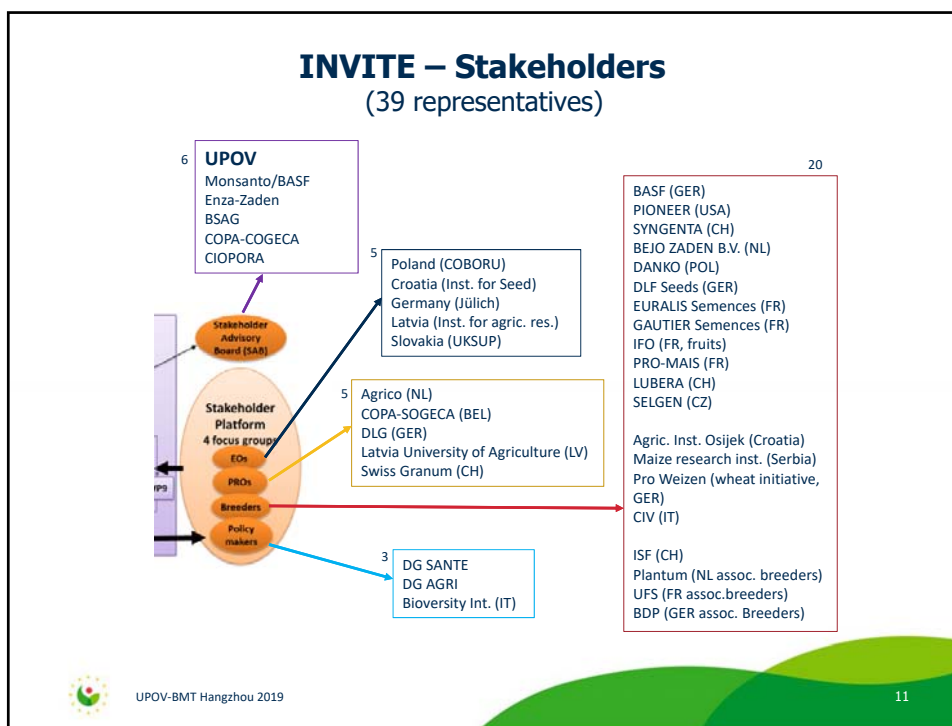 INVITE – Stakeholders
(39 representatives)
6
UPOV
Monsanto/BASF
Enza-Zaden
BSAG
COPA-COGECA
CIOPORA
5
Poland (COBORU)
Croatia (Inst. for Seed)
Germany (Jülich)
Latvia (Inst. for agric. res.)
Slovakia (UKSUP)
20
BASF (GER)
PIONEER (USA)
SYNGENTA (CH)
BEJO ZADEN B.V. (NL)
DANKO (POL)
DLF Seeds (GER)
EURALIS Semences (FR)
GAUTIER Semences (FR)
IFO (FR, fruits)
PRO-MAIS (FR)
LUBERA (CH)
SELGEN (CZ)
Agric. Inst. Osijek (Croatia)
Maize research inst. (Serbia)
Pro Weizen (wheat initiative,
GER)
CIV (IT)
ISF (CH)
Plantum (NL assoc. breeders)
UFS (FR assoc.breeders)
BDP (GER assoc. Breeders)
Stakeholder
Advisory
Board (SAB)
Stakeholder
Platform
4 focus groups
EOs
PROs
Breeders
Policy
makers
5
Agrico (NL)
COPA-SOGECA (BEL)
DLG (GER)
Latvia University of Agriculture (LV)
Swiss Granum (CH)
3
DG SANTE
DG AGRI
Bioversity Int. (IT)
UPOV-BMT Hangzhou 2019
11